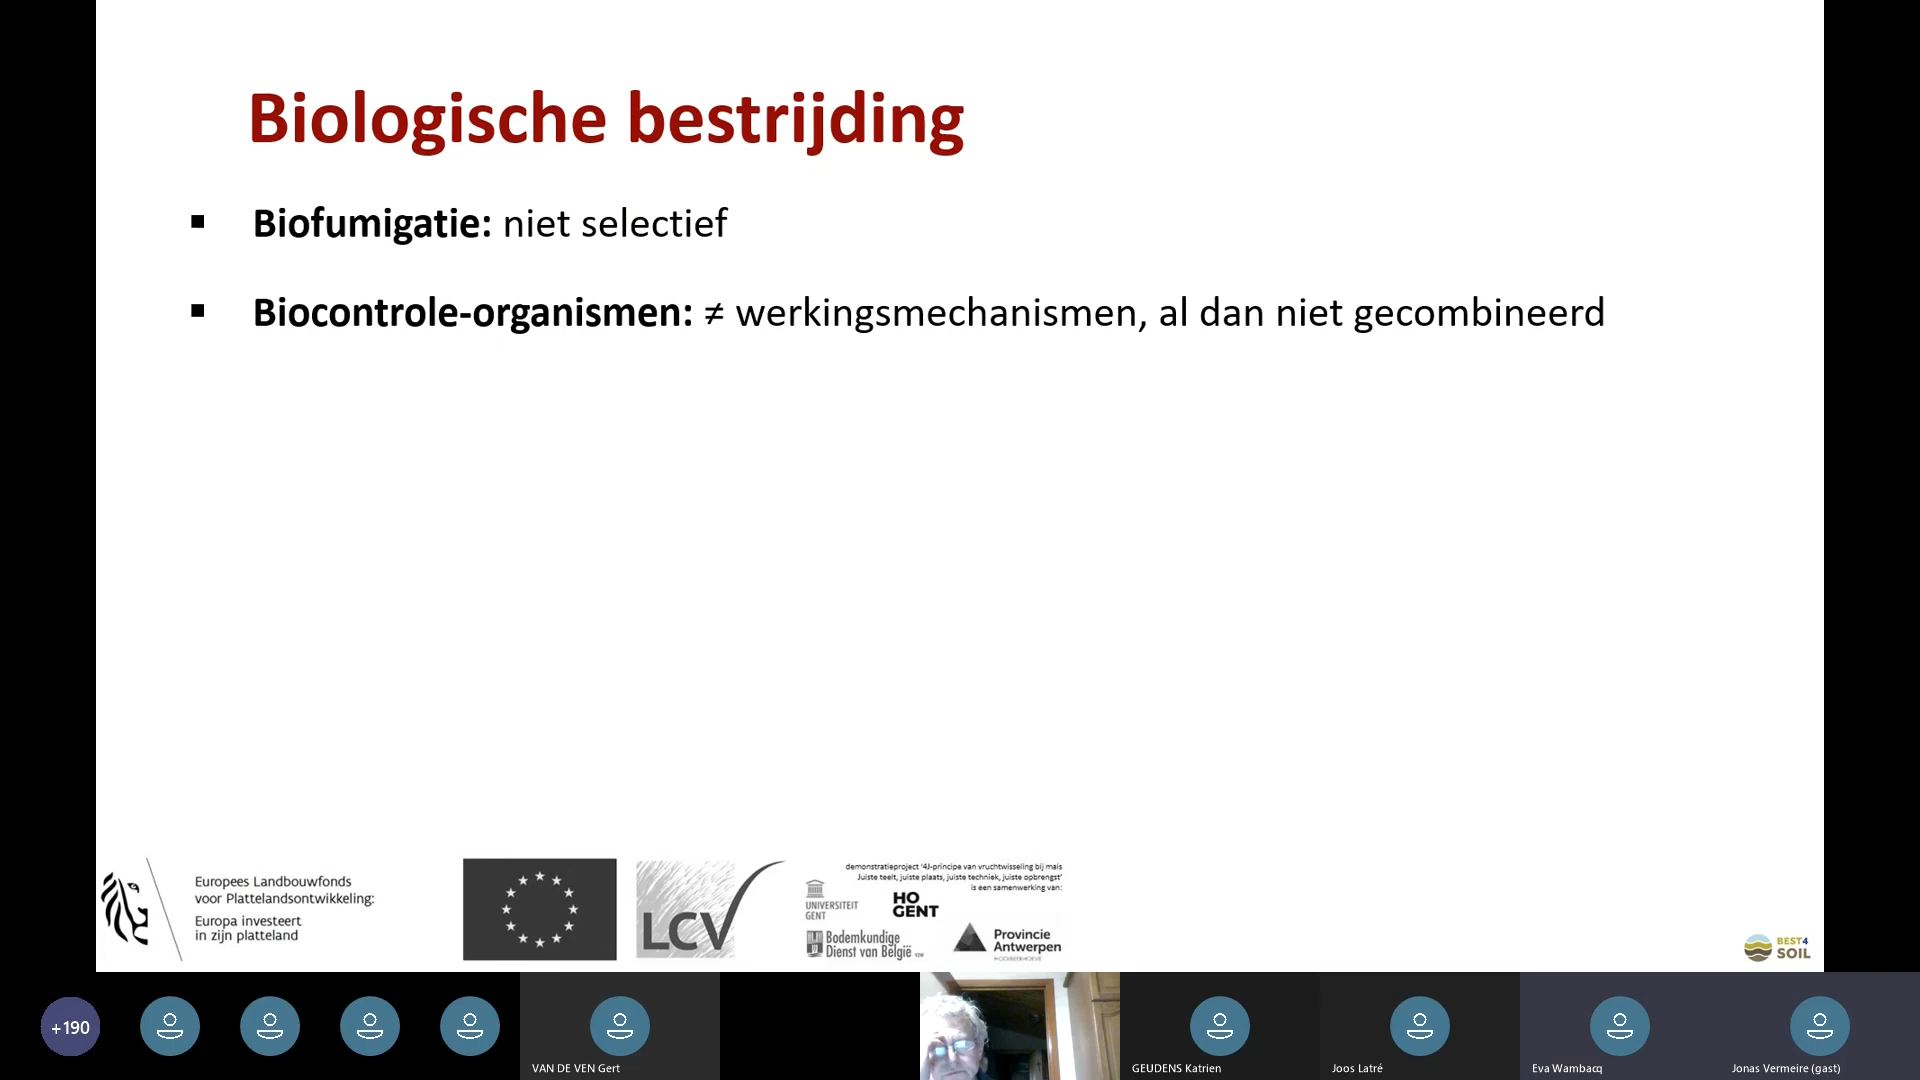 Biologische bestrijding
▪ Biofumigatie: niet selectief
▪ Biocontrole-organismen: ≠ werkingsmechanismen, al dan niet gecombineerd
Europees Landbouwfonds
voor Plattelandsontwikkeling:
Europa investeert
in zijn platteland
LCV
demonstratieproject '4J-principe van vruchtwisseling bij mais
Juiste teelt, juiste plaats, juiste techniek, juiste opbrengst'
is een samenwerking van:
UNIVERSITEIT
GENT
HO
GENT
Bodemkundige
Dienst van België vzw
Provincie
Antwerpen
HOOIBEEKHOEVE
BEST4
SOIL
+190
VAN DE VEN Gert
GEUDENS Katrien
Joos Latré
Eva Wambacq
Jonas Vermeire (gast)